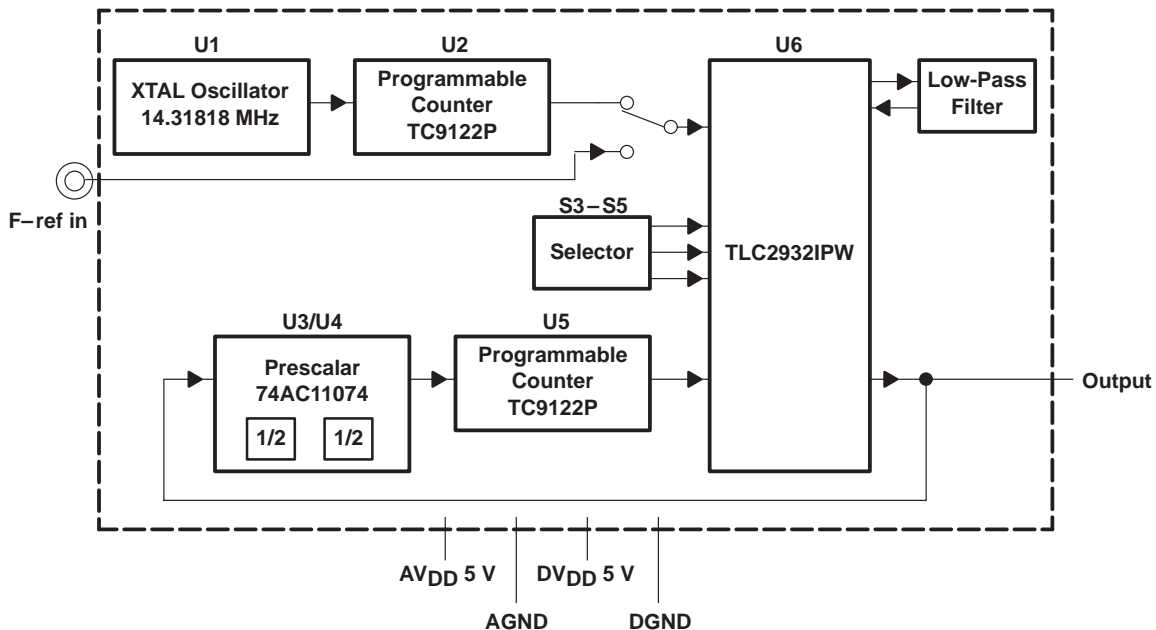 U1
U2
U6
XTAL Oscillator
14.31818 MHz
Programmable
Counter
TC9122P
Low-Pass
Filter
F–ref in
S3–S5
Selector
TLC2932IPW
U3/U4
U5
Prescalar
74AC11074
1/2
1/2
Programmable
Counter
TC9122P
Output
AVDD 5 V
DVDD 5 V
AGND
DGND